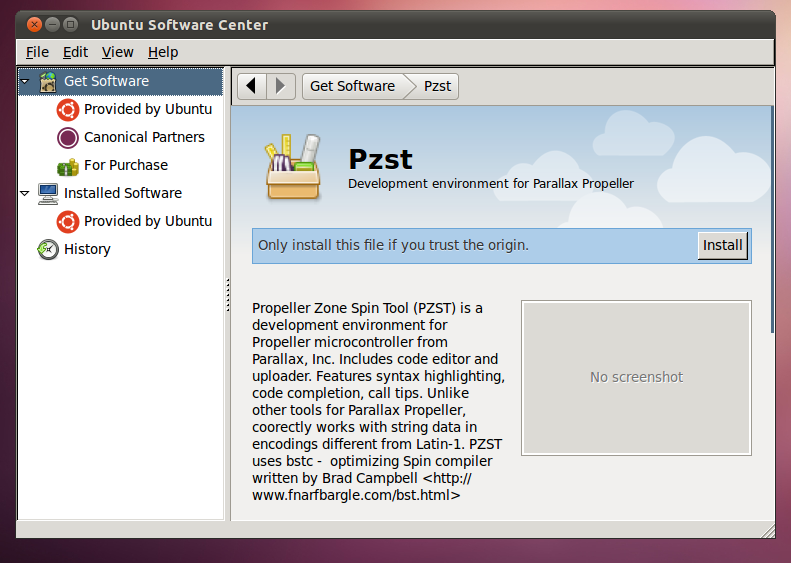 Ubuntu Software Center
File Edit View Help
Get Software
Provided by Ubuntu
Canonical Partners
For Purchase
Installed Software
Provided by Ubuntu
History
Get Software Pzst
Pzst
Development environment for Parallax Propeller
Only install this file if you trust the origin.
Install
Propeller Zone Spin Tool (PZST) is a
development environment for
Propeller microcontroller from
Parallax, Inc. Includes code editor and
uploader. Features syntax highlighting,
code completion, call tips. Unlike
other tools for Parallax Propeller,
coorectly works with string data in
encodings different from Latin-1. PZST
uses bstc -  optimizing Spin compiler
written by Brad Campbell <http://
www.fnarfbargle.com/bst.html>
No screenshot